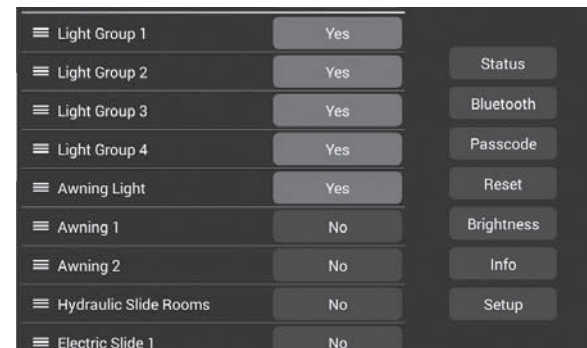 Light Group 1 Yes
Light Group 2 Yes
Light Group 3 Yes
Light Group 4 Yes
Awning Light Yes
Awning 1 No
Awning 2 No
Hydraulic Slide Rooms No
Electric Slide 1 No
Status
Bluetooth
Passcode
Reset
Brightness
Info
Setup